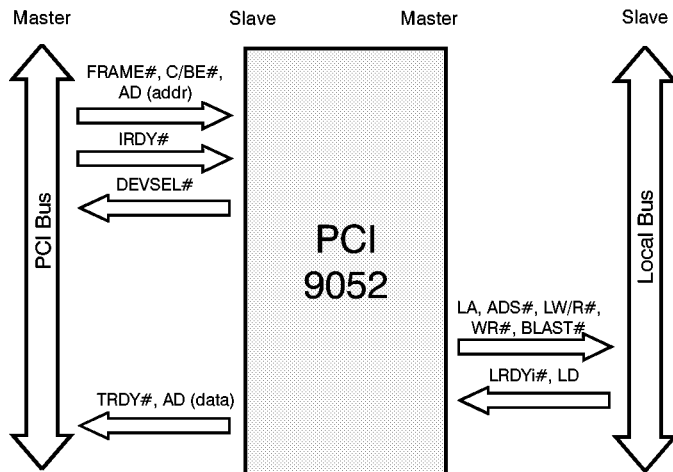 Master
Slave
Master
Slave
FRAME#, C/BE#,
AD (addr)
IRDY#
DEVSEL#
PCI Bus
PCI
9052
Local Bus
LA, ADS#, LW/R#,
WR#, BLAST#
LRDYi#, LD
TRDY#, AD (data)